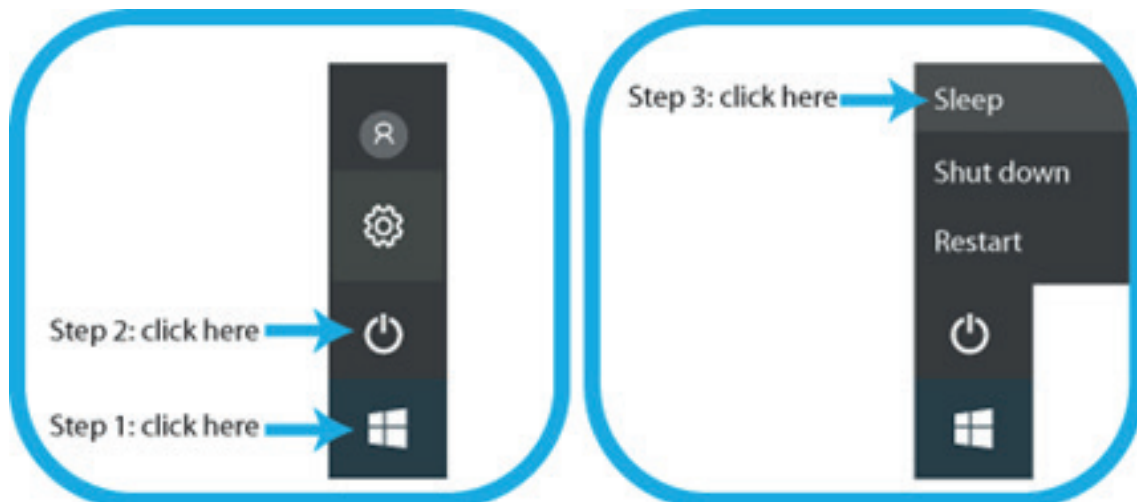 Step 2: click here
Step 1: click here
Step 3: click here
Sleep
Shut down
Restart